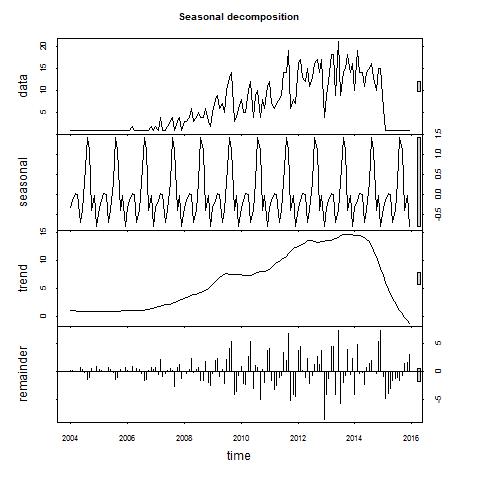 Seasonal decomposition
data
5 10 15 20
seasonal
-0.5 0.0 0.5 1.0 1.5
trend
0 5 10 15
remainder
-5 0 5
2004 2006 2008 2010 2012 2014 2016
time